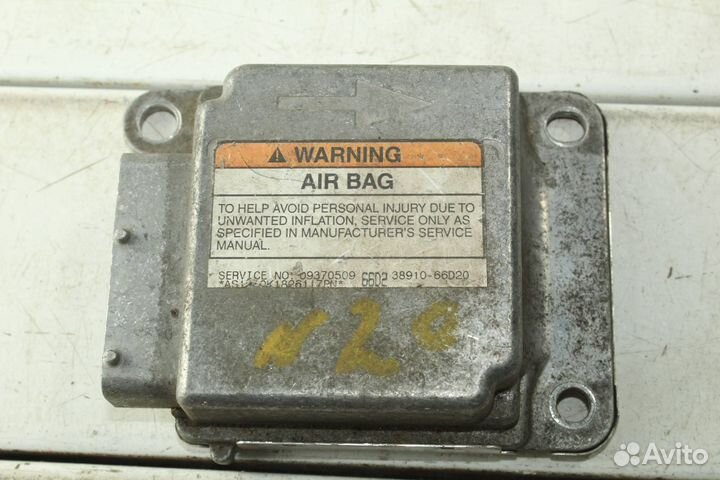 WARNING
AIR BAG
TO HELP AVOID PERSONAL INJURY DUE TO
UNWANTED INFLATION, SERVICE ONLY AS
SPECIFIED IN MANUFACTURER'S SERVICE
MANUAL.
SERVICE NO: 09370509 38910-66D20
N20
Avito